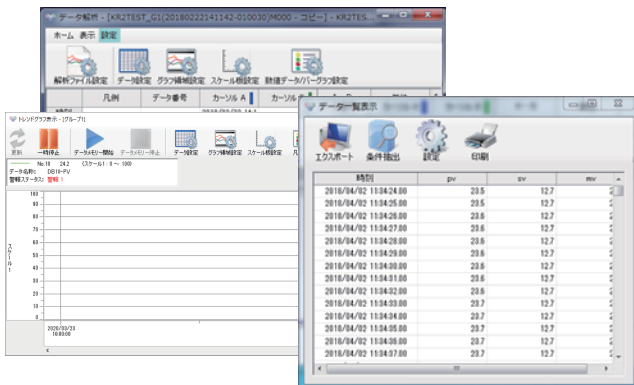 データ解析 - [KR2TEST_G1(20180222141142-010030)M000 - コピー] - KR2TES...
ホーム 表示 設定
解析ファイル設定 データ設定 グラフ領域設定 スケール板設定 数値データ/バーグラフ設定
凡例 データ番号 カーソル A
トレンドグラフ表示 - [グループ1]
更新 一時停止 データメモリー開始 データメモリー停止 データ設定 グラフ領域設定 スケール板設定
No.10 24.2 (スケール1 : 0 ～ 100)
データ名称: DB10-PV
警報ステータス: 警報 1
100
90
80
70
60
50
40
30
20
10
0
スケール1
2020/03/23
10:00:00
データ一覧表示
エクスポート 条件抽出 設定 印刷
時刻 pv sv mv
2018/04/02 11:34:24.00 23.5 12.7
2018/04/02 11:34:25.00 23.5 12.7
2018/04/02 11:34:26.00 23.6 12.7
2018/04/02 11:34:27.00 23.6 12.7
2018/04/02 11:34:28.00 23.6 12.7
2018/04/02 11:34:29.00 23.6 12.7
2018/04/02 11:34:30.00 23.6 12.7
2018/04/02 11:34:31.00 23.6 12.7
2018/04/02 11:34:32.00 23.6 12.7
2018/04/02 11:34:33.00 23.7 12.7
2018/04/02 11:34:34.00 23.7 12.7
2018/04/02 11:34:35.00 23.7 12.7
2018/04/02 11:34:36.00 23.7 12.7
2018/04/02 11:34:37.00 23.7 12.7